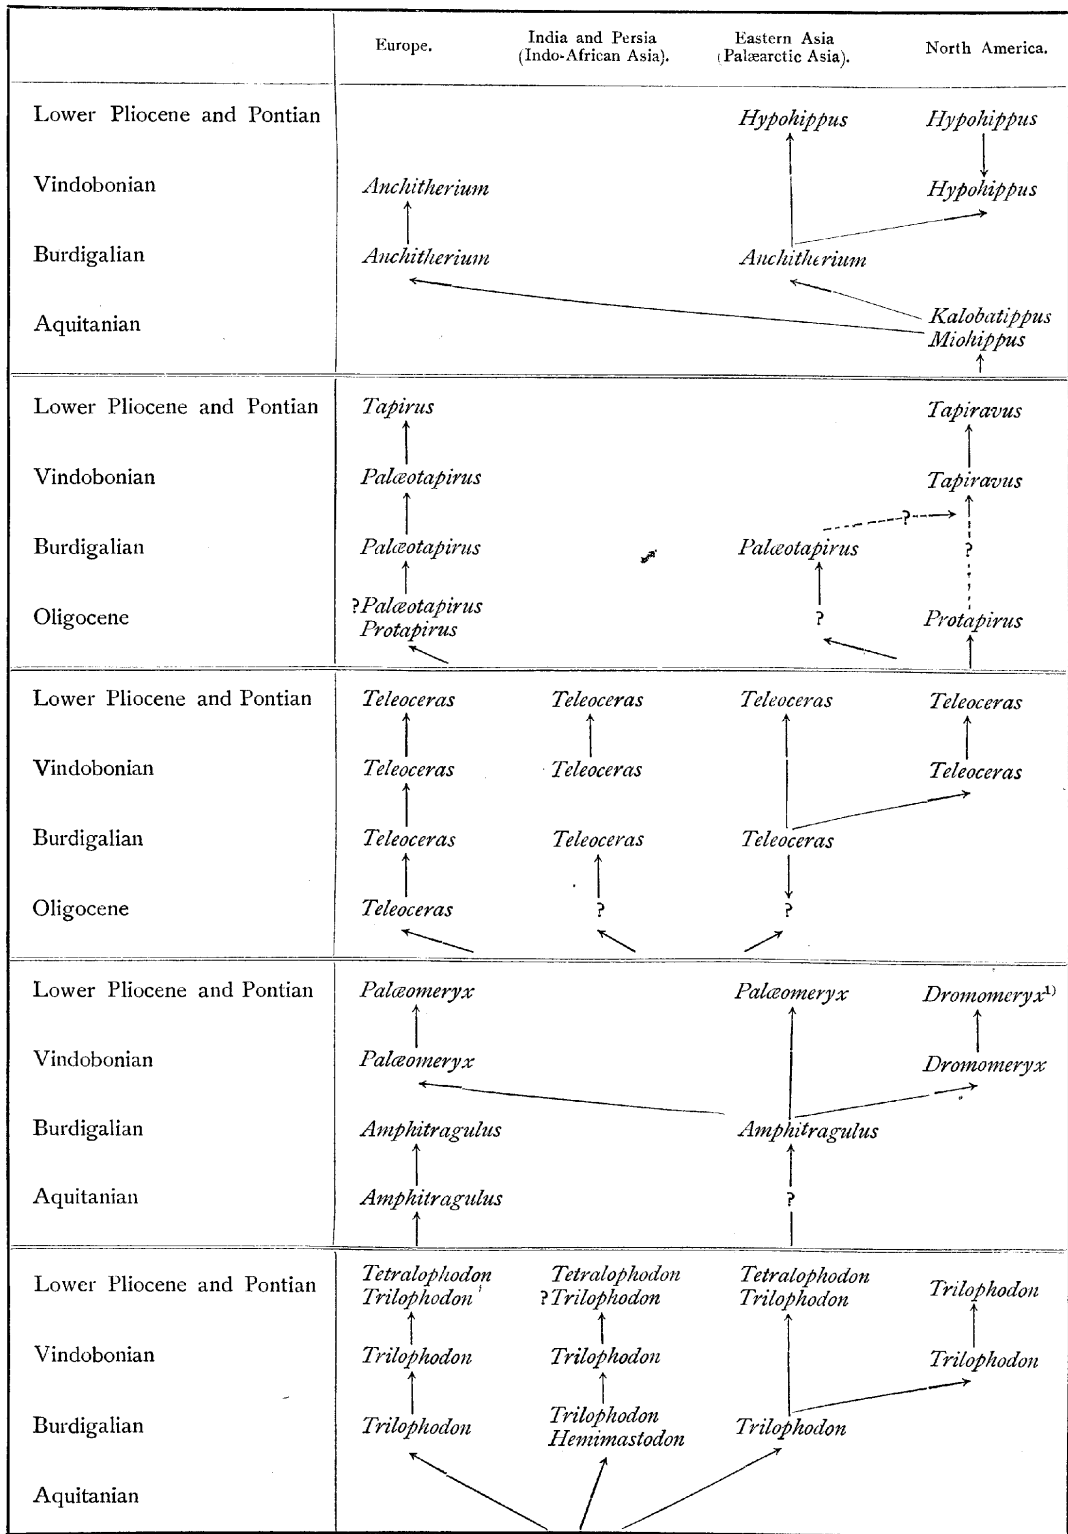 Europe. India and Persia Eastern Asia North America.
(Indo-African Asia). (Palæarctic Asia).
Lower Pliocene and Pontian Hypohippus Hypohippus
Vindobonian Anchitherium Hypohippus
Burdigalian Anchitherium Anchitherium
Aquitanian Kalobatippus
Miohippus
Lower Pliocene and Pontian Tapirus Tapiravus
Vindobonian Palæotapirus Tapiravus
?
Burdigalian Palæotapirus Palæotapirus ?
Oligocene ?Palæotapirus ? Protapirus
Protapirus
Lower Pliocene and Pontian Teleoceras Teleoceras Teleoceras Teleoceras
Vindobonian Teleoceras Teleoceras Teleoceras
Burdigalian Teleoceras Teleoceras Teleoceras
Oligocene Teleoceras ? ?
Lower Pliocene and Pontian Palæomeryx Palæomeryx Dromomeryx1)
Vindobonian Palæomeryx Dromomeryx
Burdigalian Amphitragulus Amphitragulus
Aquitanian Amphitragulus ?
Lower Pliocene and Pontian Tetralophodon Tetralophodon Tetralophodon Trilophodon
Trilophodon ?Trilophodon Trilophodon
Vindobonian Trilophodon Trilophodon Trilophodon
Burdigalian Trilophodon Trilophodon Trilophodon
Hemimastodon
Aquitanian